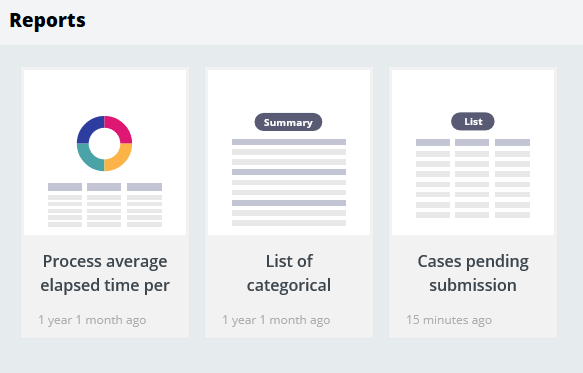 Reports
Summary
List
Process average
elapsed time per
List of
categorical
Cases pending
submission
1 year 1 month ago
1 year 1 month ago
15 minutes ago